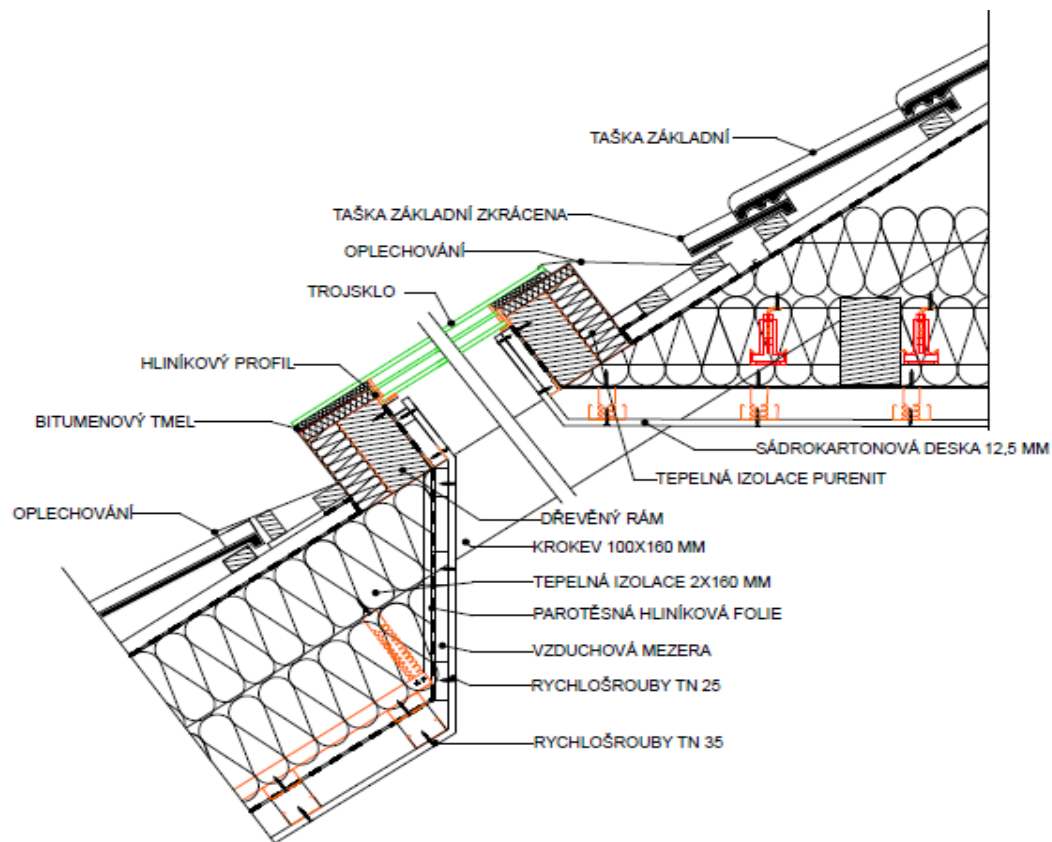 TAŠKA ZÁKLADNÍ
TAŠKA ZÁKLADNÍ ZKRÁCENA
OPLECHOVÁNÍ
TROJSKLO
HLINÍKOVÝ PROFIL
BITUMENOVÝ TMEL
OPLECHOVÁNÍ
SÁDROKARTONOVÁ DESKA 12,5 MM
TEPELNÁ IZOLACE PURENIT
DŘEVĚNÝ RÁM
KROKEV 100X160 MM
TEPELNÁ IZOLACE 2X160 MM
PAROTĚSNÁ HLINÍKOVÁ FOLIE
VZDUCHOVÁ MEZERA
RYCHLOŠROUBY TN 25
RYCHLOŠROUBY TN 35